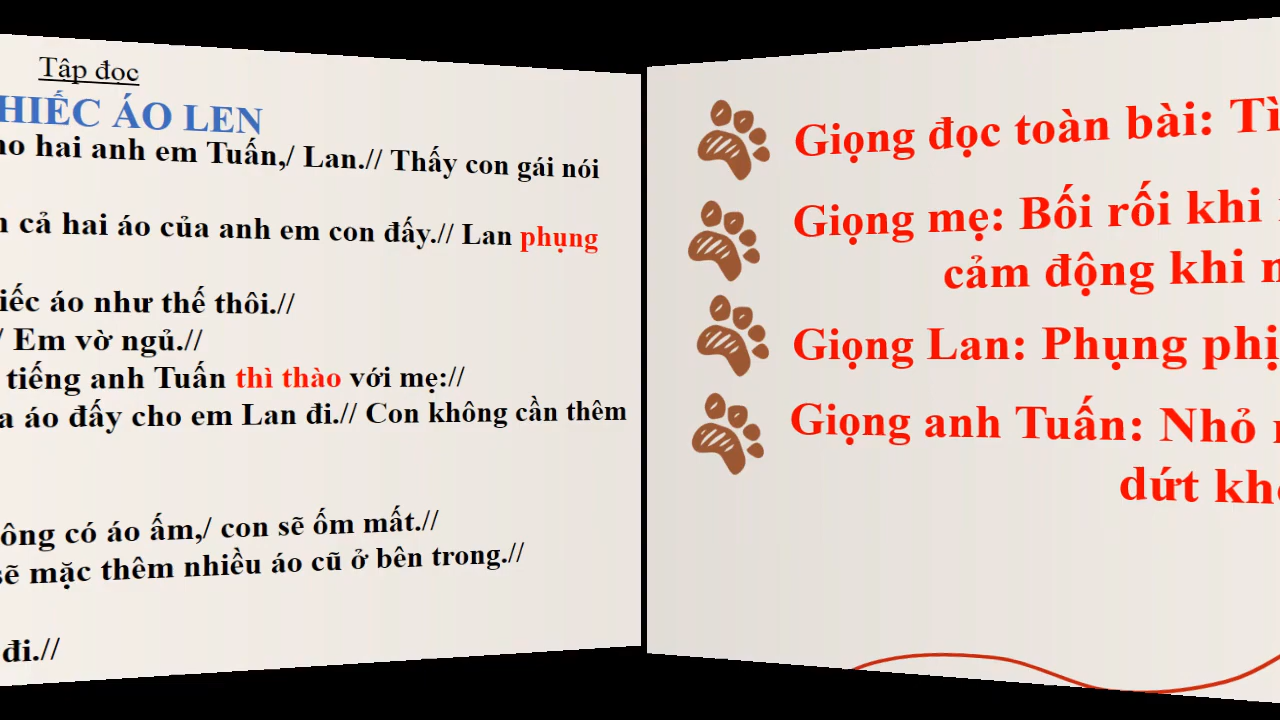 Tập đọc
HIẾC ÁO LEN
ho hai anh em Tuấn,/ Lan.// Thấy con gái nói
cả hai áo của anh em con đấy.// Lan phụng
iếc áo như thế thôi.//
/ Em vờ ngủ.//
tiếng anh Tuấn thì thào với mẹ://
a áo đấy cho em Lan đi.// Con không cần thêm
ông có áo ấm,/ con sẽ ốm mất.//
sẽ mặc thêm nhiều áo cũ ở bên trong.//
đi.//
Giọng đọc toàn bài: Tì
Giọng mẹ: Bối rối khi
cảm động khi
Giọng Lan: Phụng phị
Giọng anh Tuấn: Nhỏ
dứt kh